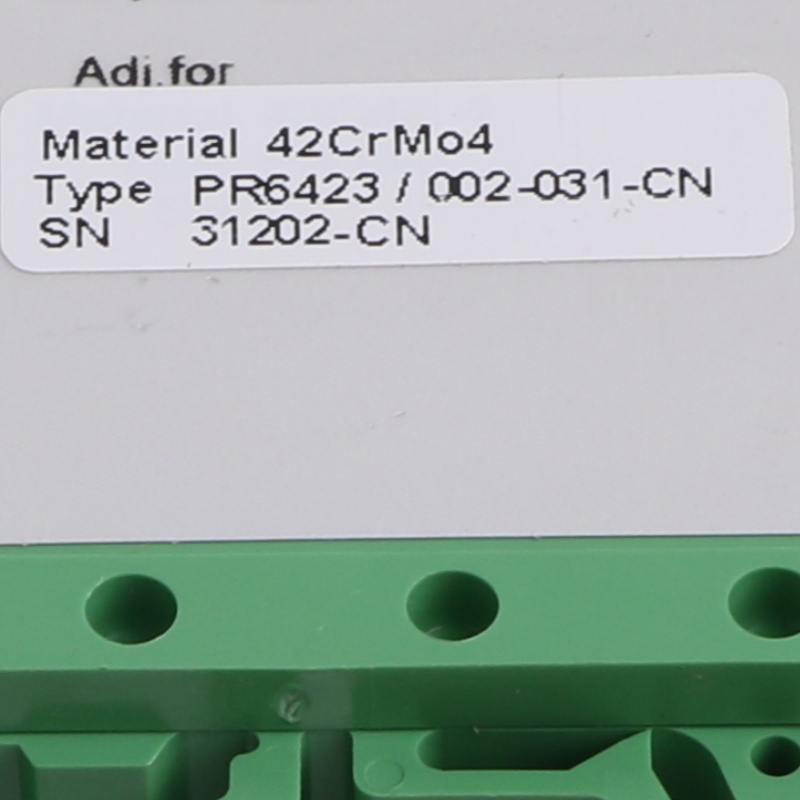 Adj.for
Material 42CrMo4
Type PR6423 / 002-031-CN
SN 31202-CN